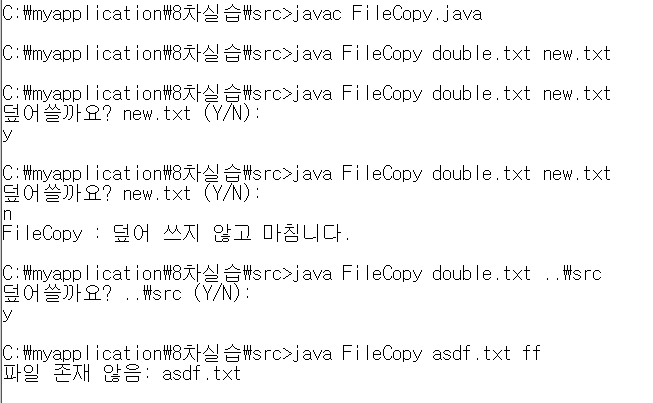 C:₩myapplication₩8차실습₩src>javac FileCopy.java
C:₩myapplication₩8차실습₩src>java FileCopy double.txt new.txt
C:₩myapplication₩8차실습₩src>java FileCopy double.txt new.txt
덮어쓸까요? new.txt (Y/N):
y
C:₩myapplication₩8차실습₩src>java FileCopy double.txt new.txt
덮어쓸까요? new.txt (Y/N):
n
FileCopy : 덮어 쓰지 않고 마침니다.
C:₩myapplication₩8차실습₩src>java FileCopy double.txt ..₩src
덮어쓸까요? ..₩src (Y/N):
y
C:₩myapplication₩8차실습₩src>java FileCopy asdf.txt ff
파일 존재 않음: asdf.txt